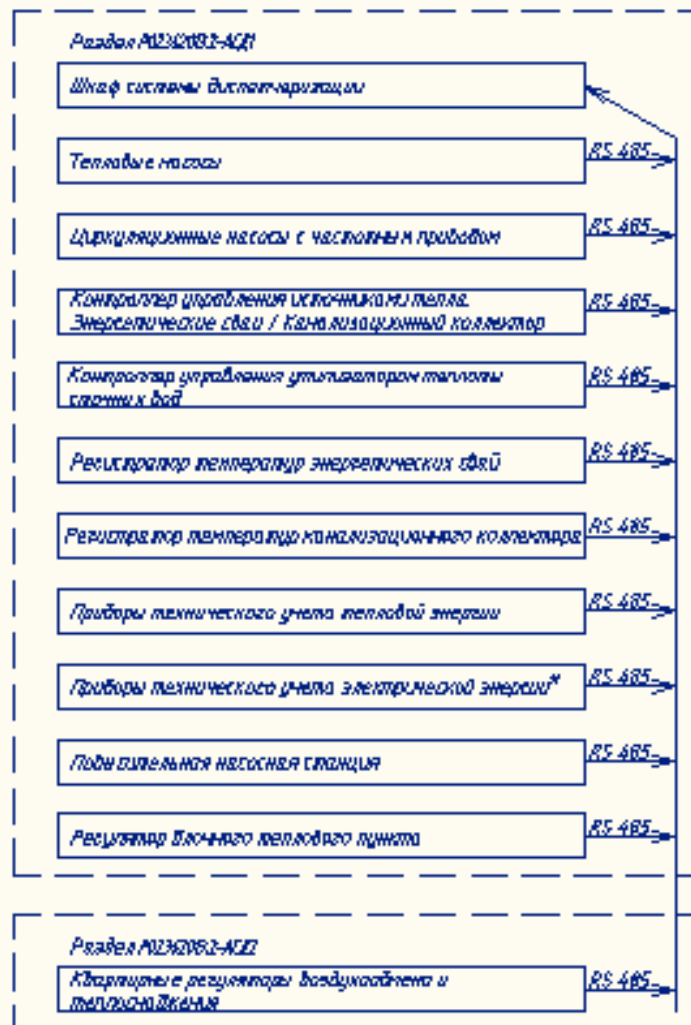 Раздел
Шкаф системы диспетчеризации
Тепловые насосы
RS 485
Циркуляционные насосы с частотным приводом
RS 485
Контроллер управления источниками тепла.
Энергетические сваи / Канализационный коллектор
RS 485
Контроллер управления утилизатором теплоты
сточных вод
RS 485
Регистратор температур энергетических свай
RS 485
Регистратор температур канализационного коллектора
RS 485
Приборы технического учета тепловой энергии
RS 485
Приборы технического учета электрической энергии*
RS 485
Повысительная насосная станция
RS 485
Регулятор блочного теплового пункта
RS 485
Раздел
Квартирные регуляторы воздухообмена и
теплоснабжения
RS 485